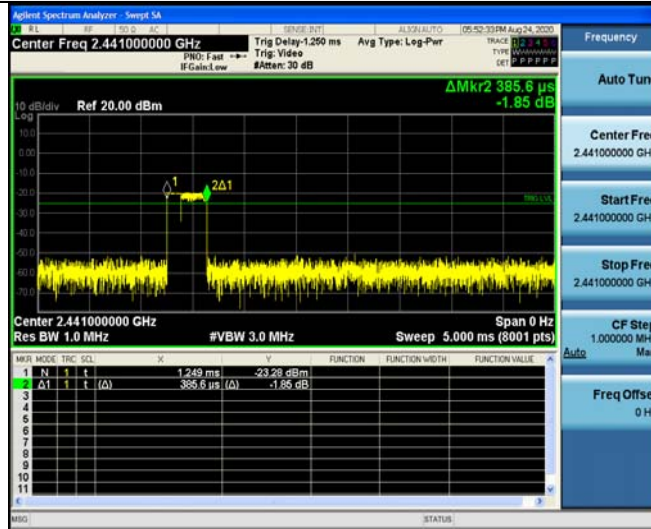 Agilent Spectrum Analyzer - Swept SA
RL RF 50 Ω AC SENSE:INT ALIGN AUTO 05:52:33 PM Aug 24, 2020
Center Freq 2.441000000 GHz
Trig Delay-1.250 ms Avg Type: Log-Pwr TRACE 1 2 3 4 5 6
PNO: Fast Trig: Video TYPE
IFGain:Low #Atten: 30 dB DET P P P P P P
ΔMkr2 385.6 µs
-1.85 dB
10 dB/div Ref 20.00 dBm
Log
10.0
0.00
-10.0
-20.0
-30.0
-40.0
-50.0
-60.0
-70.0
1
2Δ1
TRIG LVL
Center 2.441000000 GHz Span 0 Hz
Res BW 1.0 MHz #VBW 3.0 MHz Sweep 5.000 ms (8001 pts)
MKR MODE TRC SCL X Y FUNCTION FUNCTION WIDTH FUNCTION VALUE
1 N 1 t 1.249 ms -23.28 dBm
2 Δ1 1 t (Δ) 385.6 µs (Δ) -1.85 dB
3
4
5
6
7
8
9
10
11
MSG STATUS
Frequency
Auto Tun
Center Fre
2.441000000 GH
Start Fre
2.441000000 GH
Stop Fre
2.441000000 GH
CF Step
1.000000 MH
Auto Ma
Freq Offse
0 H